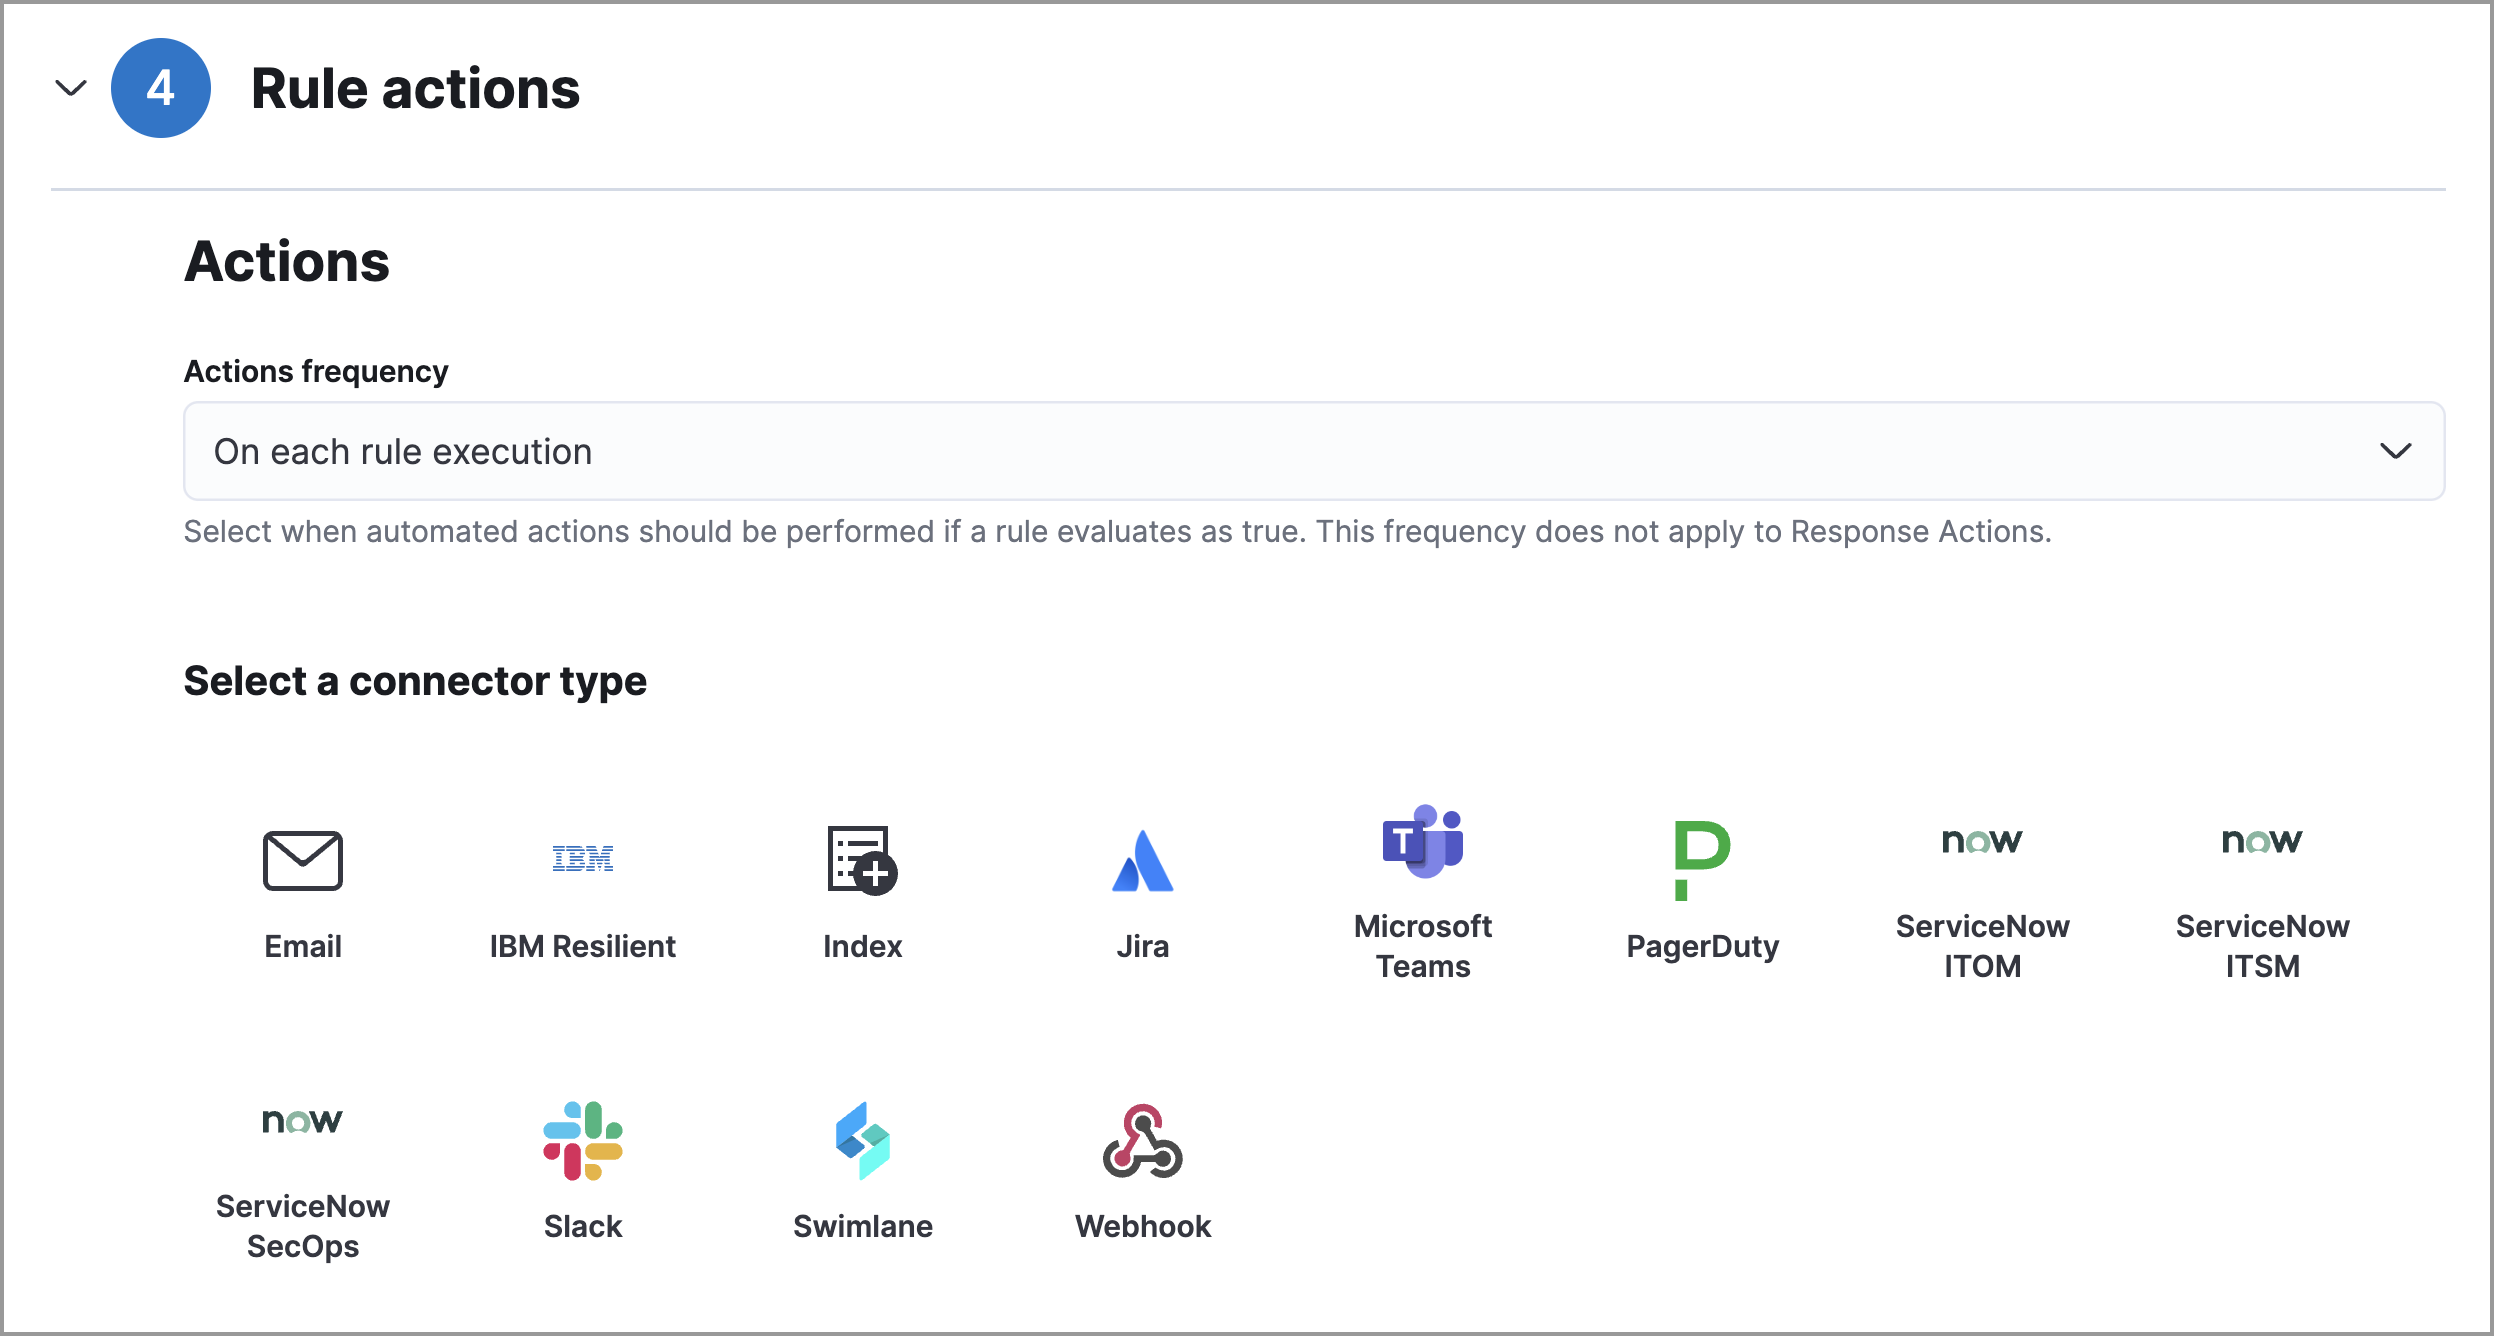 4 Rule actions
Actions
Actions frequency
On each rule execution
Select when automated actions should be performed if a rule evaluates as true. This frequency does not apply to Response Actions.
Select a connector type
IBM T now now
Email IBM Resilient Index Jira Microsoft Teams PagerDuty ServiceNow ITOM ServiceNow ITSM
now
ServiceNow SecOps Slack Swimlane Webhook